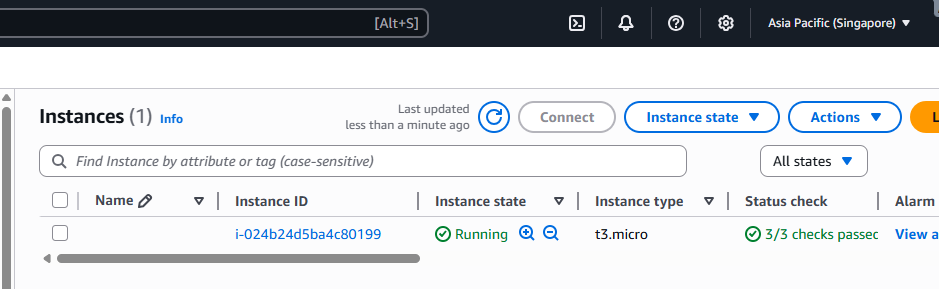 [Alt+S]
Asia Pacific (Singapore)
Instances (1) Info
Last updated
less than a minute ago
Connect
Instance state
Actions
L
Find Instance by attribute or tag (case-sensitive)
All states
Name Instance ID Instance state Instance type Status check Alarm
i-024b24d5ba4c80199 Running t3.micro 3/3 checks passec View a